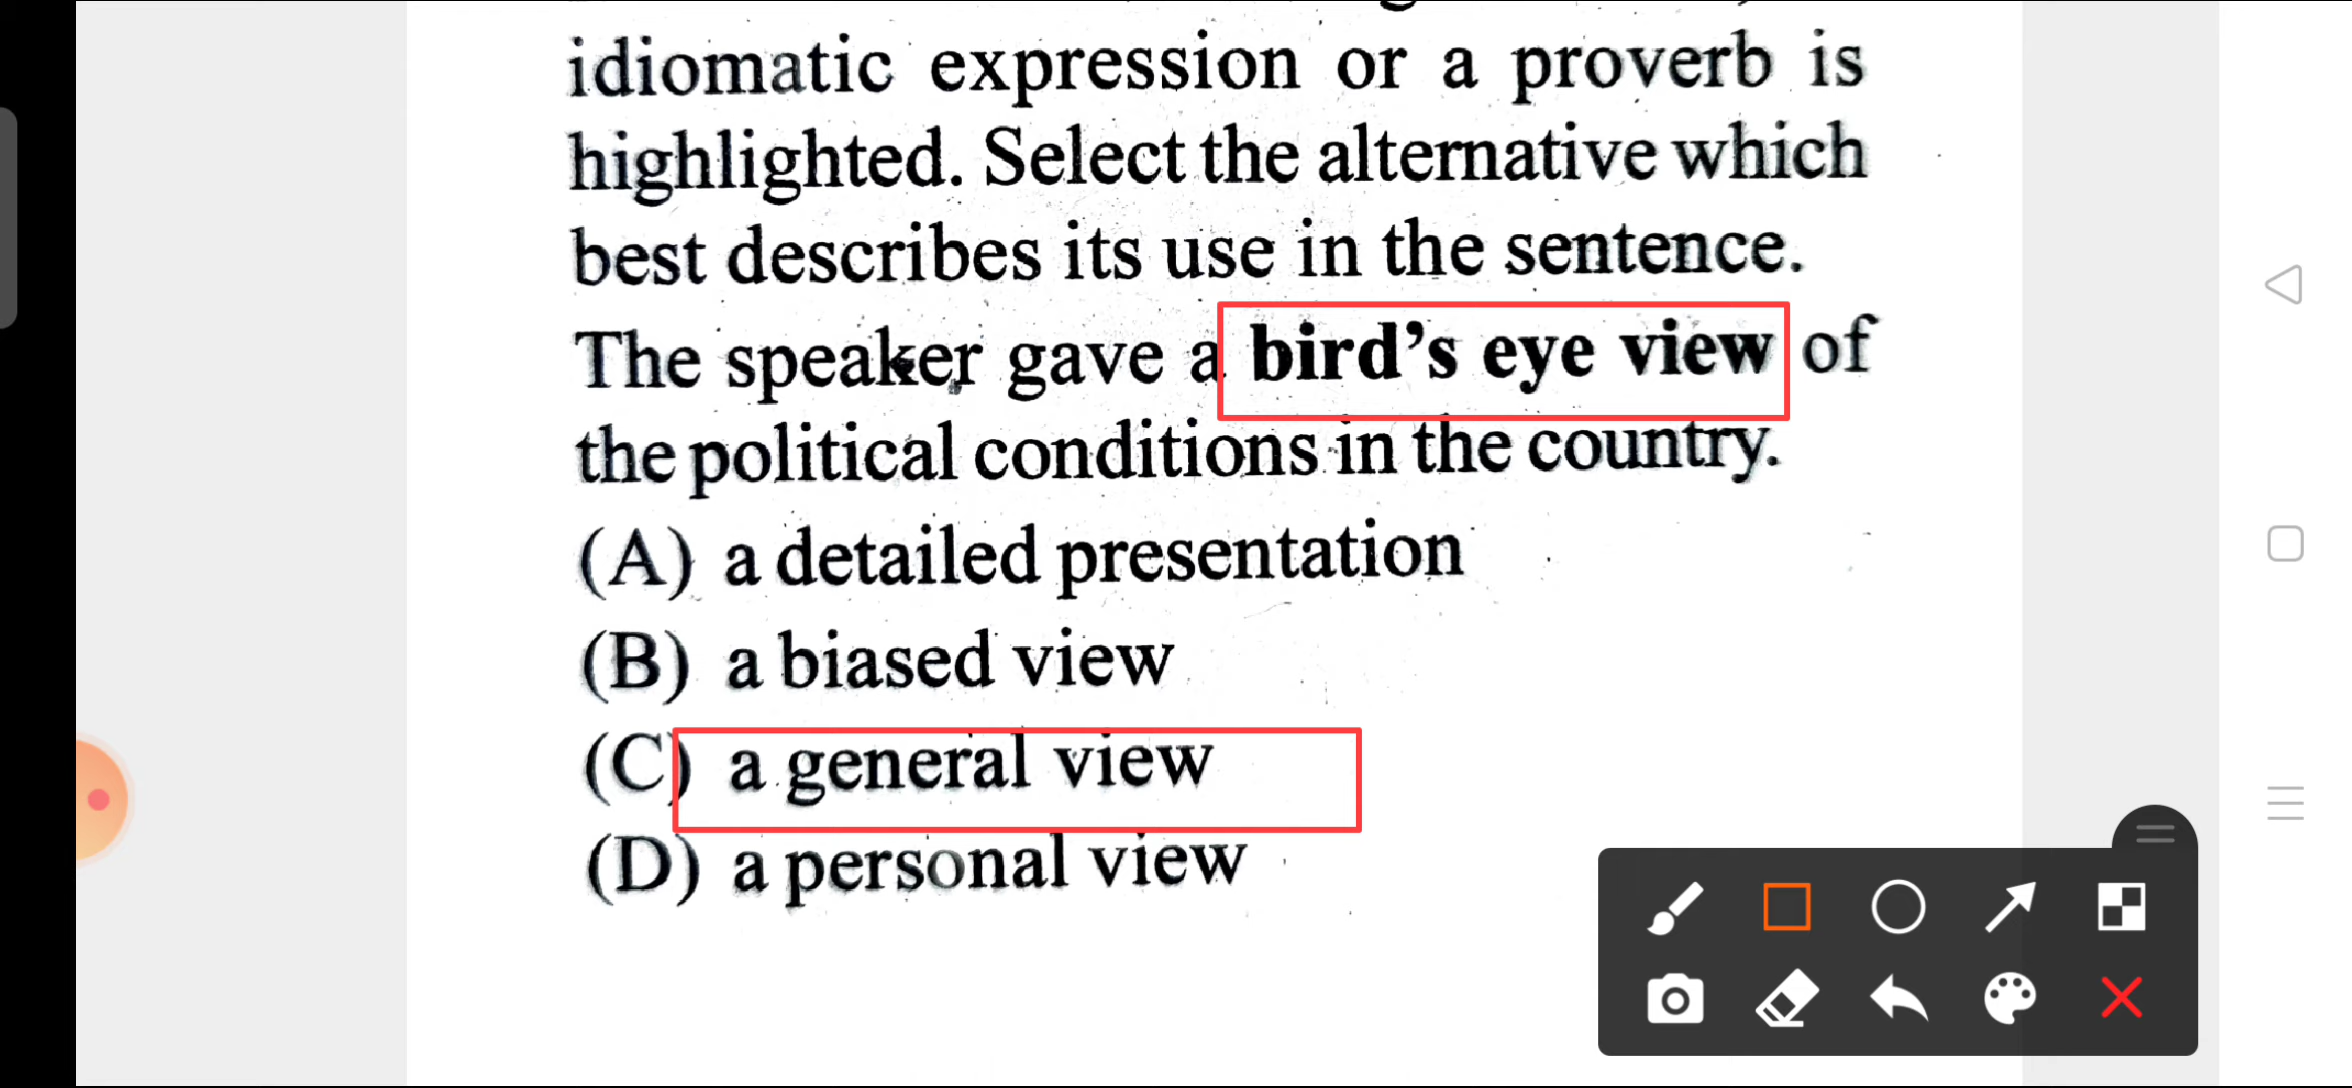 idiomatic expression or a proverb is
highlighted. Select the alternative which
best describes its use in the sentence.
The speaker gave a bird's eye view of
the political conditions in the country.
(A) a detailed presentation
(B) a biased view
(C) a general view
(D) a personal view